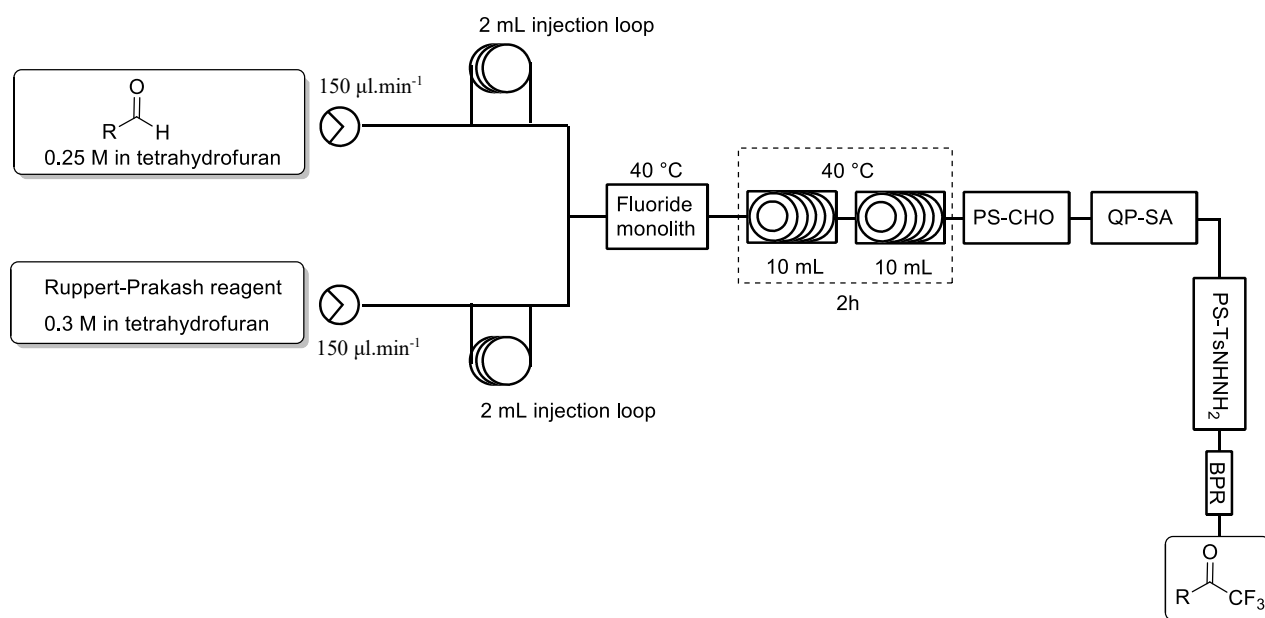 2 mL injection loop
150 µl.min⁻¹
O
R H
0.25 M in tetrahydrofuran
40 °C
Fluoride
monolith
40 °C
10 mL
10 mL
2h
PS-CHO
QP-SA
Ruppert-Prakash reagent
0.3 M in tetrahydrofuran
150 µl.min⁻¹
2 mL injection loop
PS-TsNHNH₂
BPR
O
R CF₃